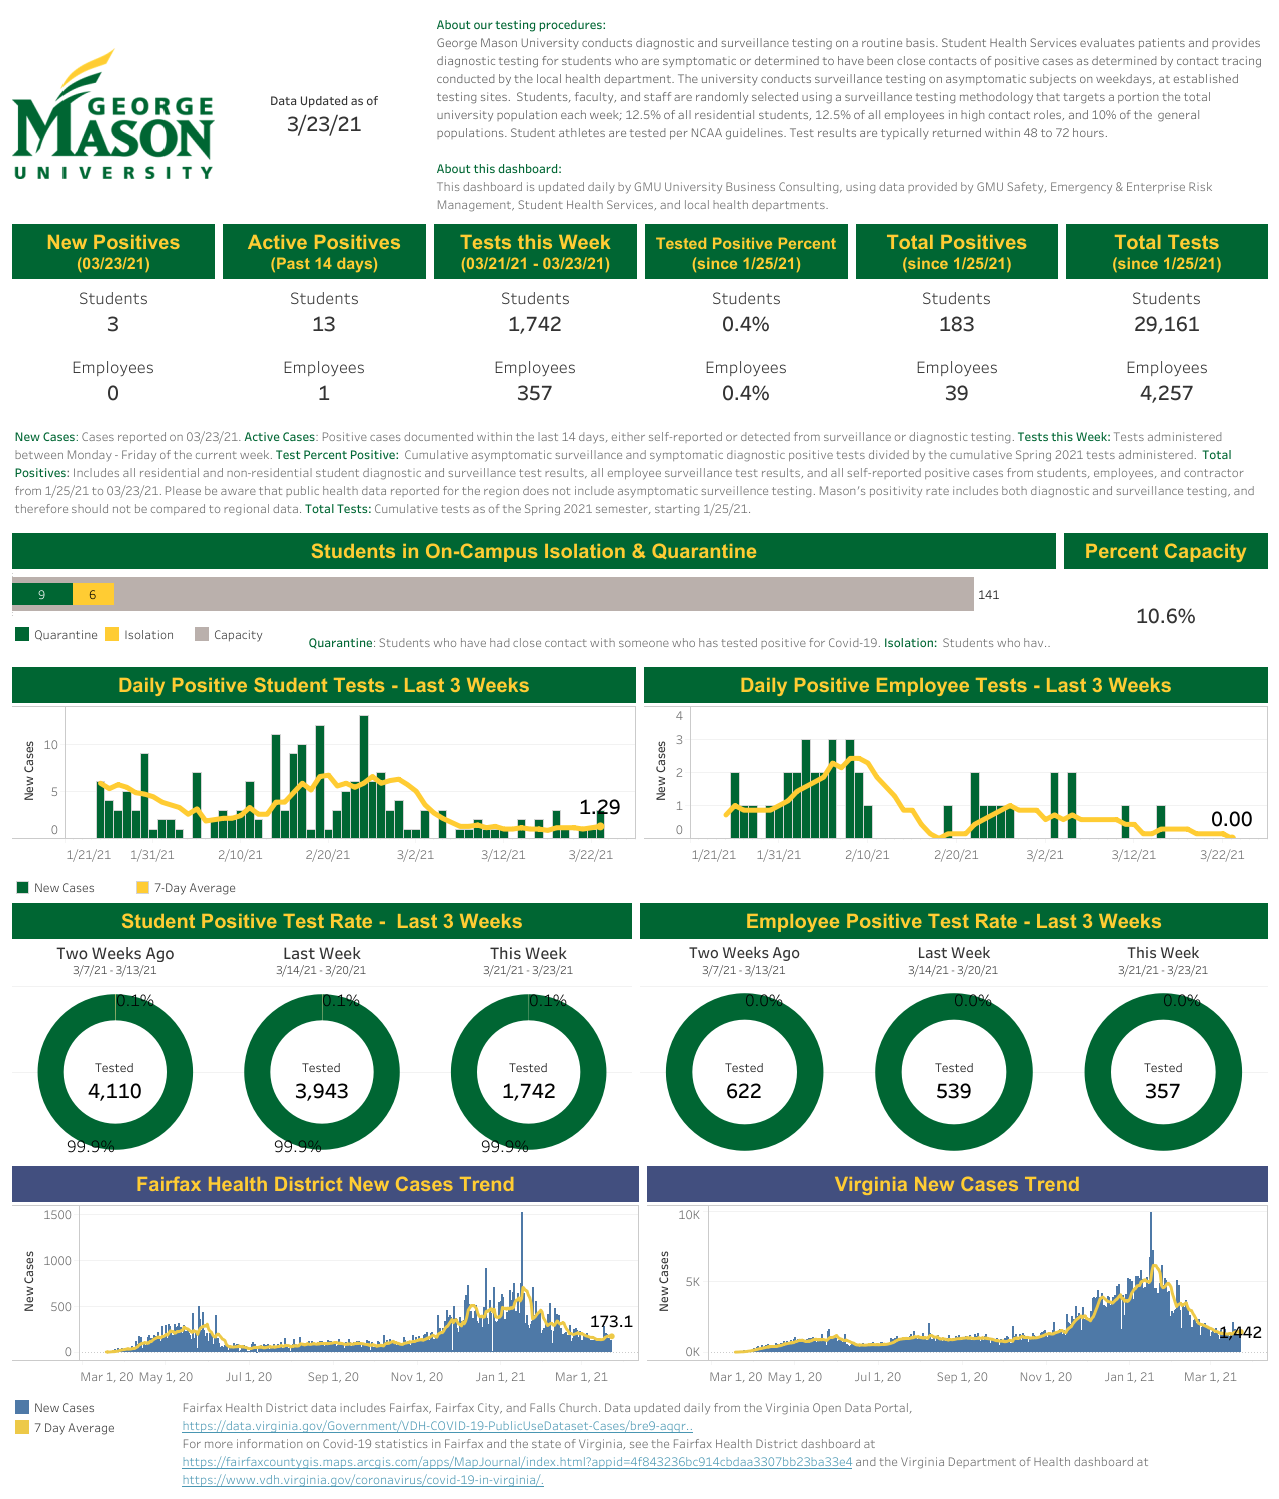 GEORGE
MASON
UNIVERSITY
Data Updated as of
3/23/21
About our testing procedures:
George Mason University conducts diagnostic and surveillance testing on a routine basis. Student Health Services evaluates patients and provides
diagnostic testing for students who are symptomatic or determined to have been close contacts of positive cases as determined by contact tracing
conducted by the local health department. The university conducts surveillance testing on asymptomatic subjects on weekdays, at established
testing sites. Students, faculty, and staff are randomly selected using a surveillance testing methodology that targets a portion the total
university population each week; 12.5% of all residential students, 12.5% of all employees in high contact roles, and 10% of the general
populations. Student athletes are tested per NCAA guidelines. Test results are typically returned within 48 to 72 hours.
About this dashboard:
This dashboard is updated daily by GMU University Business Consulting, using data provided by GMU Safety, Emergency & Enterprise Risk
Management, Student Health Services, and local health departments.
New Positives Active Positives Tests this Week Tested Positive Percent Total Positives Total Tests
(03/23/21) (Past 14 days) (03/21/21 - 03/23/21) (since 1/25/21) (since 1/25/21) (since 1/25/21)
Students Students Students Students Students Students
3 13 1,742 0.4% 183 29,161
Employees Employees Employees Employees Employees Employees
0 1 357 0.4% 39 4,257
New Cases: Cases reported on 03/23/21. Active Cases: Positive cases documented within the last 14 days, either self-reported or detected from surveillance or diagnostic testing. Tests this Week: Tests administered
between Monday - Friday of the current week. Test Percent Positive: Cumulative asymptomatic surveillance and symptomatic diagnostic positive tests divided by the cumulative Spring 2021 tests administered. Total
Positives: Includes all residential and non-residential student diagnostic and surveillance test results, all employee surveillance test results, and all self-reported positive cases from students, employees, and contractor
from 1/25/21 to 03/23/21. Please be aware that public health data reported for the region does not include asymptomatic surveillence testing. Mason's positivity rate includes both diagnostic and surveillance testing, and
therefore should not be compared to regional data. Total Tests: Cumulative tests as of the Spring 2021 semester, starting 1/25/21.
Students in On-Campus Isolation & Quarantine Percent Capacity
9 6 141
10.6%
Quarantine Isolation Capacity
Quarantine: Students who have had close contact with someone who has tested positive for Covid-19. Isolation: Students who hav..
Daily Positive Student Tests - Last 3 Weeks
New Cases
10
5
0
1.29
1/21/21 1/31/21 2/10/21 2/20/21 3/2/21 3/12/21 3/22/21
Daily Positive Employee Tests - Last 3 Weeks
New Cases
4
3
2
1
0
0.00
1/21/21 1/31/21 2/10/21 2/20/21 3/2/21 3/12/21 3/22/21
New Cases 7-Day Average
Student Positive Test Rate - Last 3 Weeks
Two Weeks Ago Last Week This Week
3/7/21 - 3/13/21 3/14/21 - 3/20/21 3/21/21 - 3/23/21
0.1% 0.1% 0.1%
Tested Tested Tested
4,110 3,943 1,742
99.9% 99.9% 99.9%
Employee Positive Test Rate - Last 3 Weeks
Two Weeks Ago Last Week This Week
3/7/21 - 3/13/21 3/14/21 - 3/20/21 3/21/21 - 3/23/21
0.0% 0.0% 0.0%
Tested Tested Tested
622 539 357
Fairfax Health District New Cases Trend
New Cases
1500
1000
500
0
173.1
Mar 1, 20 May 1, 20 Jul 1, 20 Sep 1, 20 Nov 1, 20 Jan 1, 21 Mar 1, 21
Virginia New Cases Trend
New Cases
10K
5K
0K
1,442
Mar 1, 20 May 1, 20 Jul 1, 20 Sep 1, 20 Nov 1, 20 Jan 1, 21 Mar 1, 21
New Cases
7 Day Average
Fairfax Health District data includes Fairfax, Fairfax City, and Falls Church. Data updated daily from the Virginia Open Data Portal,
https://data.virginia.gov/Government/VDH-COVID-19-PublicUseDataset-Cases/bre9-aqqr..
For more information on Covid-19 statistics in Fairfax and the state of Virginia, see the Fairfax Health District dashboard at
https://fairfaxcountygis.maps.arcgis.com/apps/MapJournal/index.html?appid=4f843236bc914cbdaa3307bb23ba33e4 and the Virginia Department of Health dashboard at
https://www.vdh.virginia.gov/coronavirus/covid-19-in-virginia/.